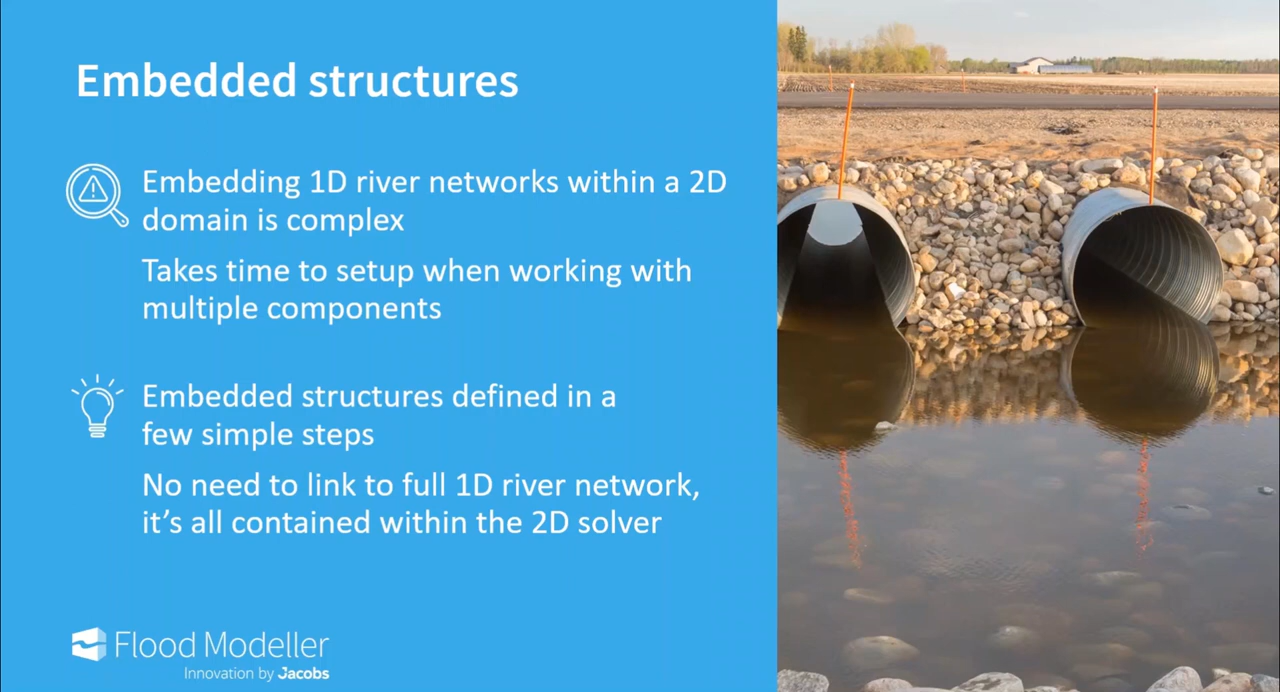 Embedded structures
Embedding 1D river networks within a 2D
domain is complex
Takes time to setup when working with
multiple components
Embedded structures defined in a
few simple steps
No need to link to full 1D river network,
it’s all contained within the 2D solver
Flood Modeller
Innovation by Jacobs